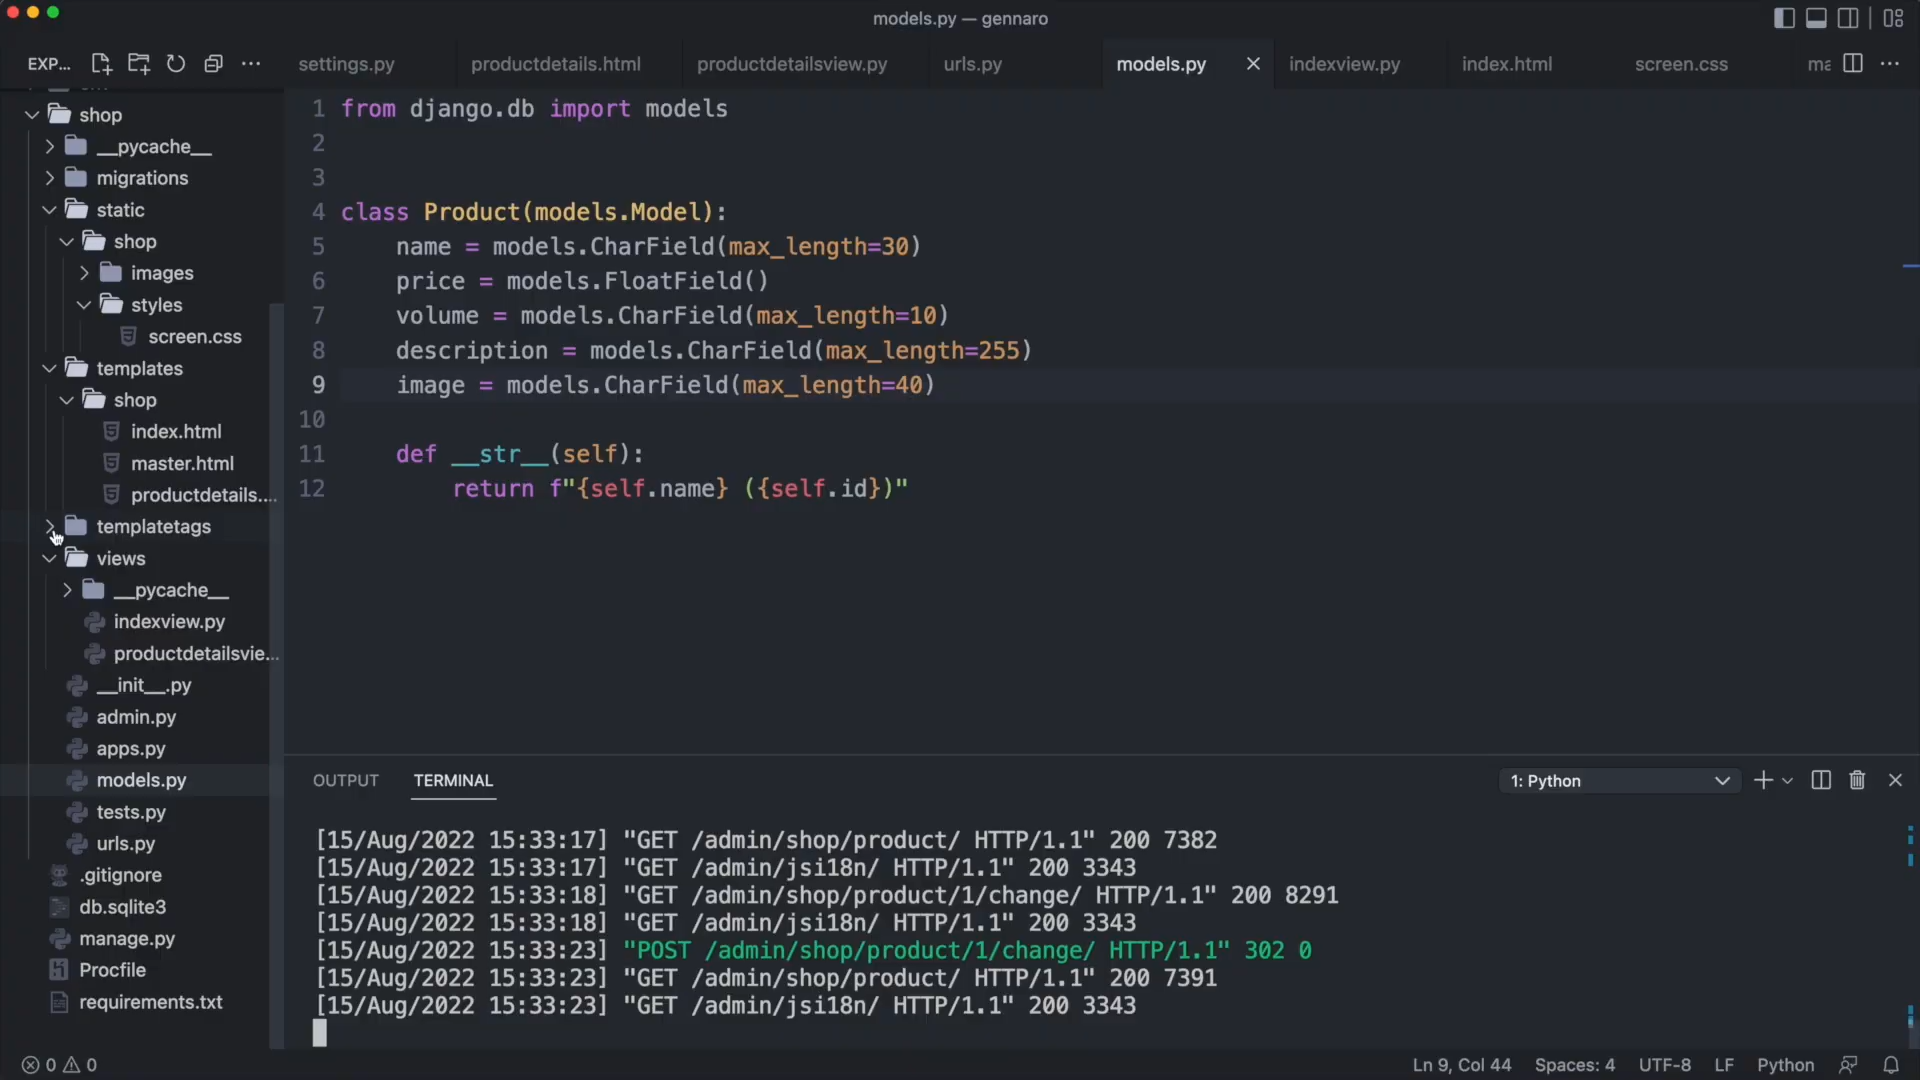 models.py — gennaro
EXP...
settings.py
productdetails.html
productdetailsview.py
urls.py
models.py
indexview.py
index.html
screen.css
ma
shop
__pycache__
migrations
static
shop
images
styles
screen.css
templates
shop
index.html
master.html
productdetails....
templatetags
views
__pycache__
indexview.py
productdetailsvie...
__init__.py
admin.py
apps.py
models.py
tests.py
urls.py
.gitignore
db.sqlite3
manage.py
Procfile
requirements.txt
1 from django.db import models
2
3
4 class Product(models.Model):
5 name = models.CharField(max_length=30)
6 price = models.FloatField()
7 volume = models.CharField(max_length=10)
8 description = models.CharField(max_length=255)
9 image = models.CharField(max_length=40)
10
11 def __str__(self):
12 return f"{self.name} ({self.id})"
OUTPUT
TERMINAL
1: Python
[15/Aug/2022 15:33:17] "GET /admin/shop/product/ HTTP/1.1" 200 7382
[15/Aug/2022 15:33:17] "GET /admin/jsi18n/ HTTP/1.1" 200 3343
[15/Aug/2022 15:33:18] "GET /admin/shop/product/1/change/ HTTP/1.1" 200 8291
[15/Aug/2022 15:33:18] "GET /admin/jsi18n/ HTTP/1.1" 200 3343
[15/Aug/2022 15:33:23] "POST /admin/shop/product/1/change/ HTTP/1.1" 302 0
[15/Aug/2022 15:33:23] "GET /admin/shop/product/ HTTP/1.1" 200 7391
[15/Aug/2022 15:33:23] "GET /admin/jsi18n/ HTTP/1.1" 200 3343
0 0
Ln 9, Col 44
Spaces: 4
UTF-8
LF
Python